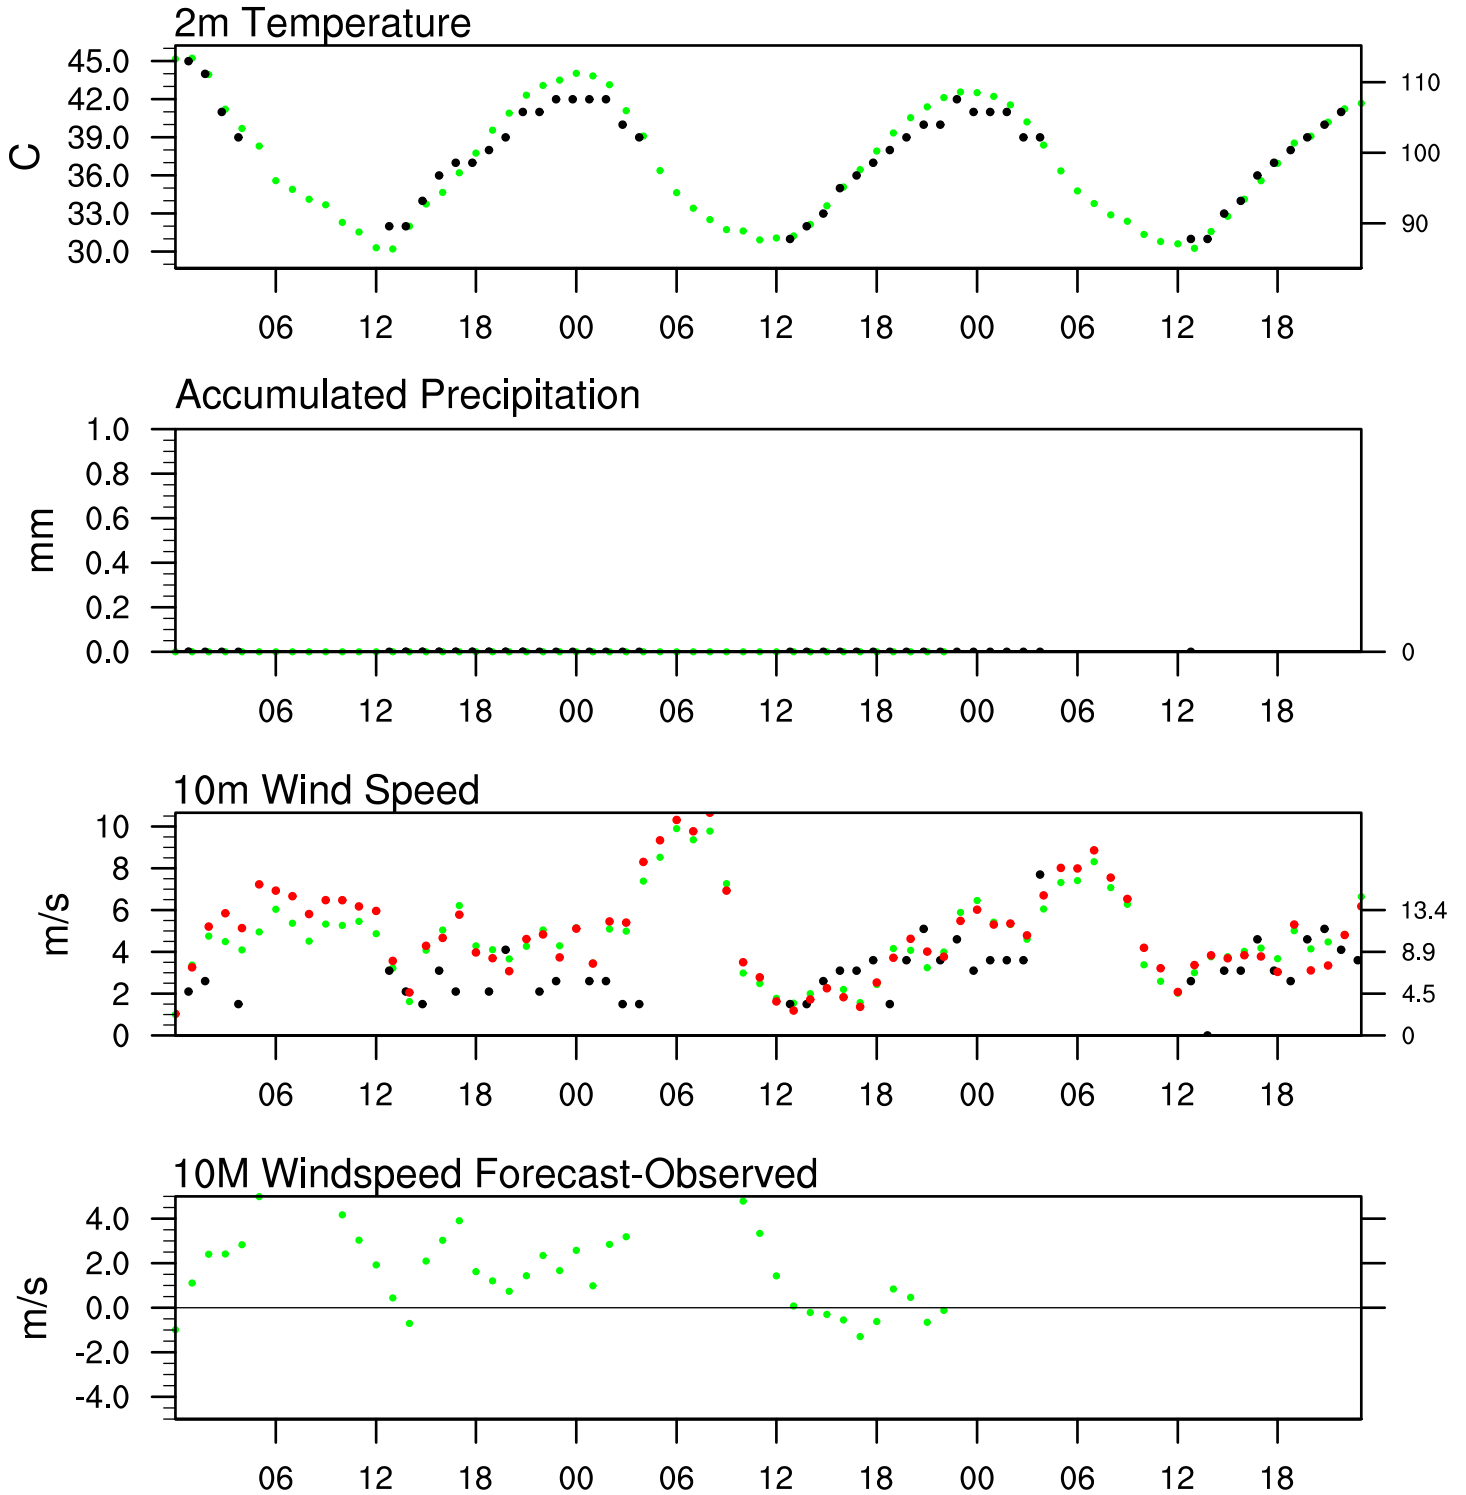 2m Temperature
45.0
42.0
39.0
36.0
33.0
30.0
C
110
100
90
06 12 18 00 06 12 18 00 06 12 18
Accumulated Precipitation
1.0
0.8
0.6
0.4
0.2
0.0
mm
0
06 12 18 00 06 12 18 00 06 12 18
10m Wind Speed
10
8
6
4
2
0
m/s
13.4
8.9
4.5
0
06 12 18 00 06 12 18 00 06 12 18
10M Windspeed Forecast-Observed
4.0
2.0
0.0
-2.0
-4.0
m/s
06 12 18 00 06 12 18 00 06 12 18